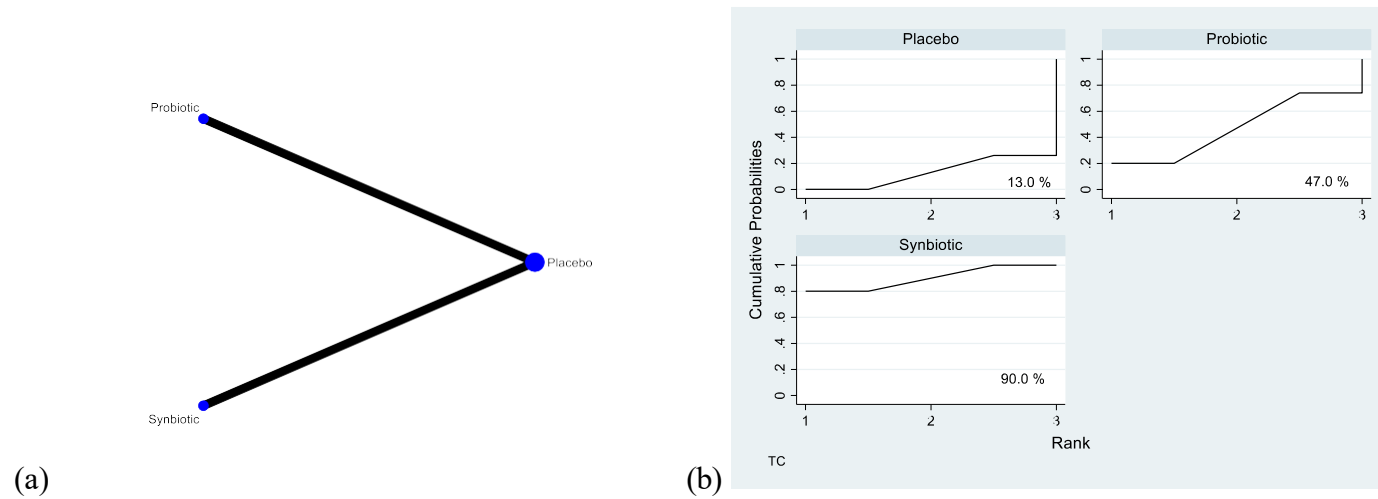 Probiotic
Placebo
Synbiotic
(a)
(b)
Placebo
Probiotic
Cumulative Probabilities
1
.8
.6
.4
.2
0
13.0 %
1
2
3
1
.8
.6
.4
.2
0
47.0 %
1
2
3
Synbiotic
1
.8
.6
.4
.2
0
90.0 %
1
2
3
Rank
TC